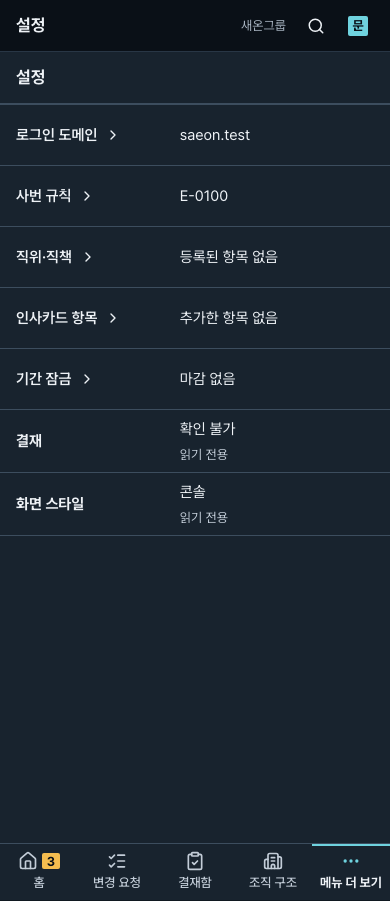 설정
새온그룹
문
설정
로그인 도메인
saeon.test
사번 규칙
E-0100
직위·직책
등록된 항목 없음
인사카드 항목
추가한 항목 없음
기간 잠금
마감 없음
결재
확인 불가
읽기 전용
화면 스타일
콘솔
읽기 전용
3
홈
변경 요청
결재함
조직 구조
메뉴 더 보기